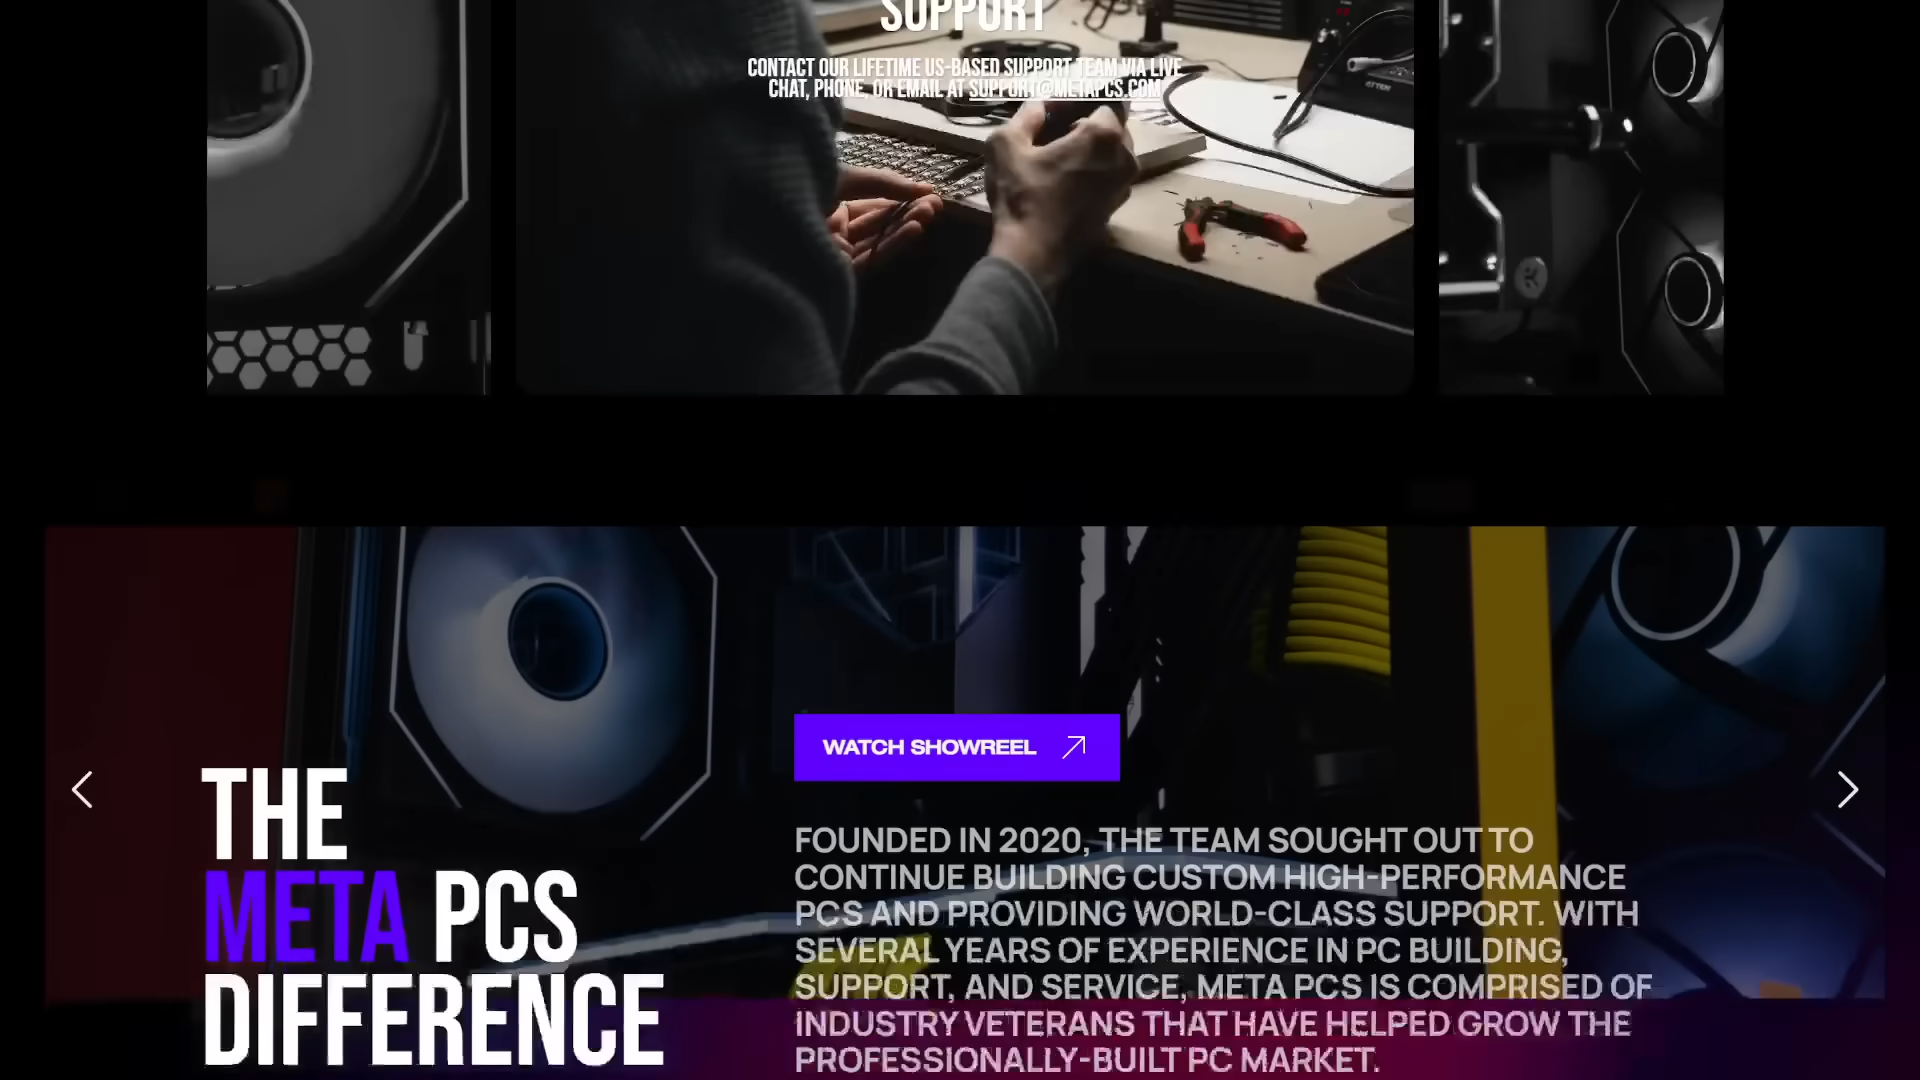 SUPPORT
CONTACT OUR LIFETIME US-BASED SUPPORT TEAM VIA LIVE
CHAT, PHONE, OR EMAIL AT SUPPORT@METAPCS.COM
WATCH SHOWREEL
THE
META PCS
DIFFERENCE
FOUNDED IN 2020, THE TEAM SOUGHT OUT TO
CONTINUE BUILDING CUSTOM HIGH-PERFORMANCE
PCS AND PROVIDING WORLD-CLASS SUPPORT. WITH
SEVERAL YEARS OF EXPERIENCE IN PC BUILDING,
SUPPORT, AND SERVICE, META PCS IS COMPRISED OF
INDUSTRY VETERANS THAT HAVE HELPED GROW THE
PROFESSIONALLY-BUILT PC MARKET.